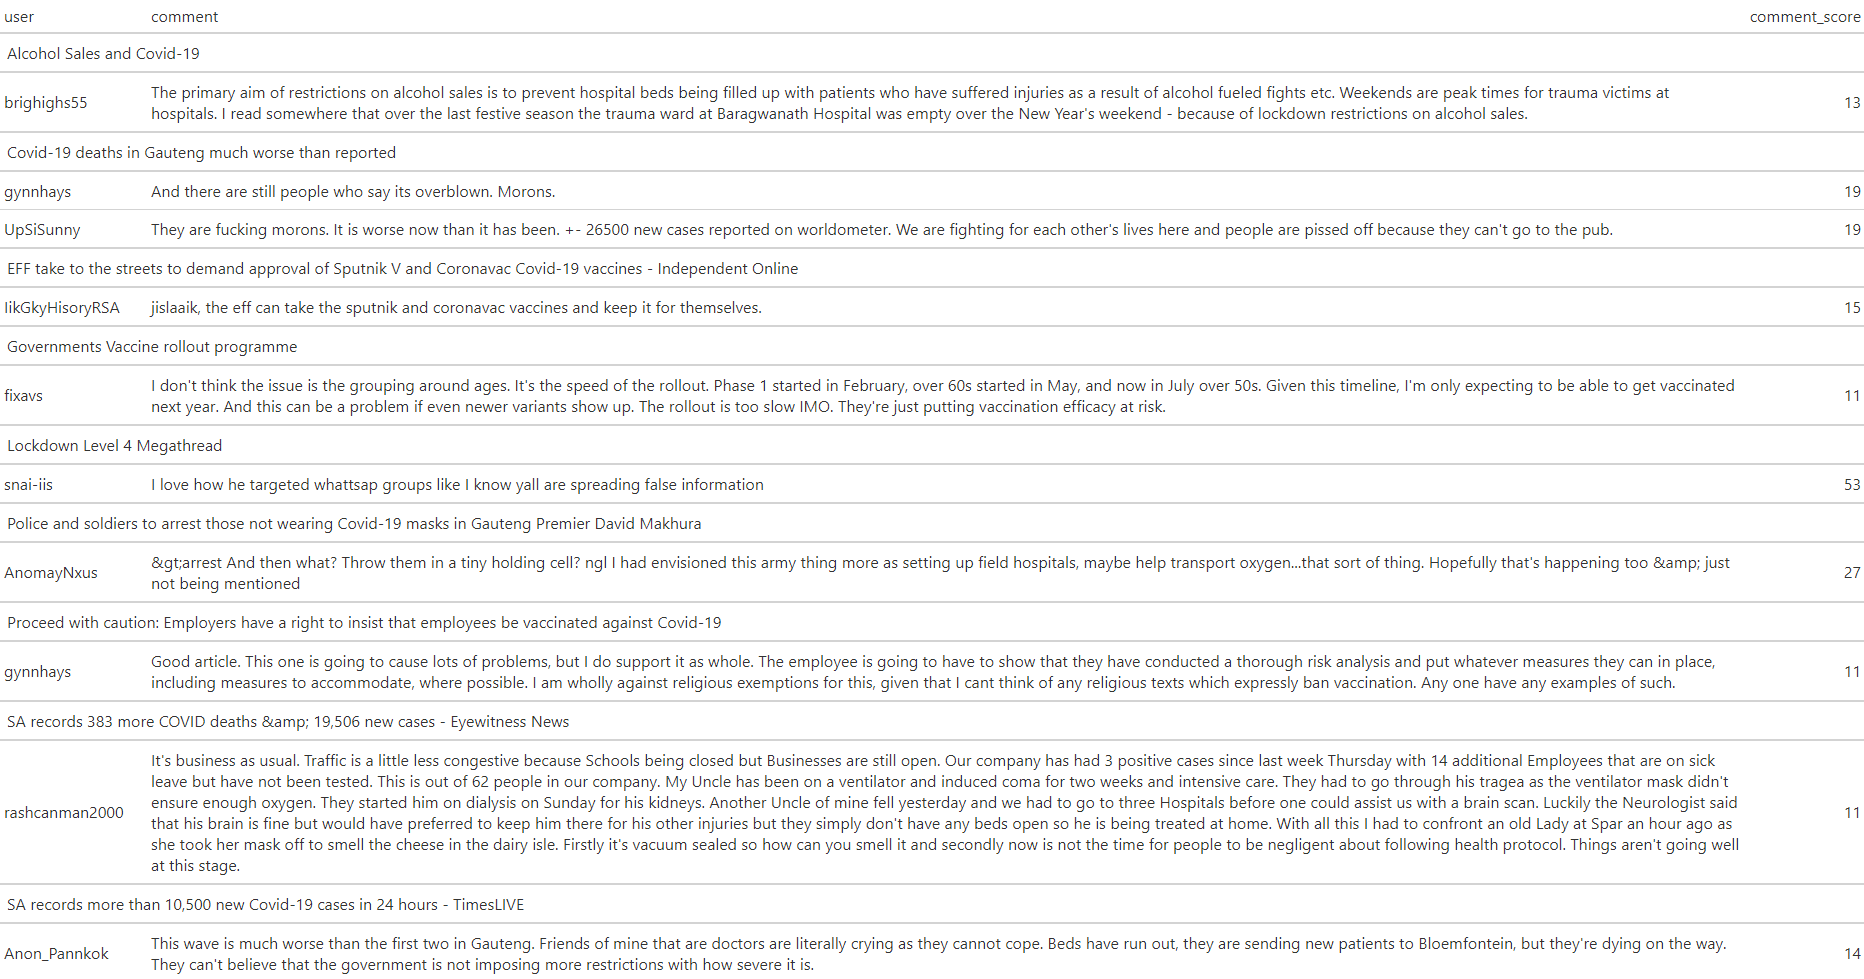 user comment comment_score
Alcohol Sales and Covid-19
The primary aim of restrictions on alcohol sales is to prevent hospital beds being filled up with patients who have suffered injuries as a result of alcohol fueled fights etc. Weekends are peak times for trauma victims at
brighighs55 13
hospitals. I read somewhere that over the last festive season the trauma ward at Baragwanath Hospital was empty over the New Year's weekend - because of lockdown restrictions on alcohol sales.
Covid-19 deaths in Gauteng much worse than reported
gynnhays And there are still people who say its overblown. Morons. 19
UpSiSunny They are fucking morons. It is worse now than it has been. +- 26500 new cases reported on worldometer. We are fighting for each other's lives here and people are pissed off because they can't go to the pub. 19
EFF take to the streets to demand approval of Sputnik V and Coronavac Covid-19 vaccines - Independent Online
IikGkyHisoryRSA jislaaik, the eff can take the sputnik and coronavac vaccines and keep it for themselves. 15
Governments Vaccine rollout programme
I don't think the issue is the grouping around ages. It's the speed of the rollout. Phase 1 started in February, over 60s started in May, and now in July over 50s. Given this timeline, I'm only expecting to be able to get vaccinated
fixavs 11
next year. And this can be a problem if even newer variants show up. The rollout is too slow IMO. They're just putting vaccination efficacy at risk.
Lockdown Level 4 Megathread
snai-iis I love how he targeted whattsap groups like I know yall are spreading false information 53
Police and soldiers to arrest those not wearing Covid-19 masks in Gauteng Premier David Makhura
&gt;arrest And then what? Throw them in a tiny holding cell? ngl I had envisioned this army thing more as setting up field hospitals, maybe help transport oxygen...that sort of thing. Hopefully that's happening too &amp; just
AnomayNxus 27
not being mentioned
Proceed with caution: Employers have a right to insist that employees be vaccinated against Covid-19
Good article. This one is going to cause lots of problems, but I do support it as whole. The employee is going to have to show that they have conducted a thorough risk analysis and put whatever measures they can in place,
gynnhays 11
including measures to accommodate, where possible. I am wholly against religious exemptions for this, given that I cant think of any religious texts which expressly ban vaccination. Any one have any examples of such.
SA records 383 more COVID deaths &amp; 19,506 new cases - Eyewitness News
It's business as usual. Traffic is a little less congestive because Schools being closed but Businesses are still open. Our company has had 3 positive cases since last week Thursday with 14 additional Employees that are on sick
leave but have not been tested. This is out of 62 people in our company. My Uncle has been on a ventilator and induced coma for two weeks and intensive care. They had to go through his tragea as the ventilator mask didn't
ensure enough oxygen. They started him on dialysis on Sunday for his kidneys. Another Uncle of mine fell yesterday and we had to go to three Hospitals before one could assist us with a brain scan. Luckily the Neurologist said
rashcanman2000 11
that his brain is fine but would have preferred to keep him there for his other injuries but they simply don't have any beds open so he is being treated at home. With all this I had to confront an old Lady at Spar an hour ago as
she took her mask off to smell the cheese in the dairy isle. Firstly it's vacuum sealed so how can you smell it and secondly now is not the time for people to be negligent about following health protocol. Things aren't going well
at this stage.
SA records more than 10,500 new Covid-19 cases in 24 hours - TimesLIVE
This wave is much worse than the first two in Gauteng. Friends of mine that are doctors are literally crying as they cannot cope. Beds have run out, they are sending new patients to Bloemfontein, but they're dying on the way.
Anon_Pannkok 14
They can't believe that the government is not imposing more restrictions with how severe it is.